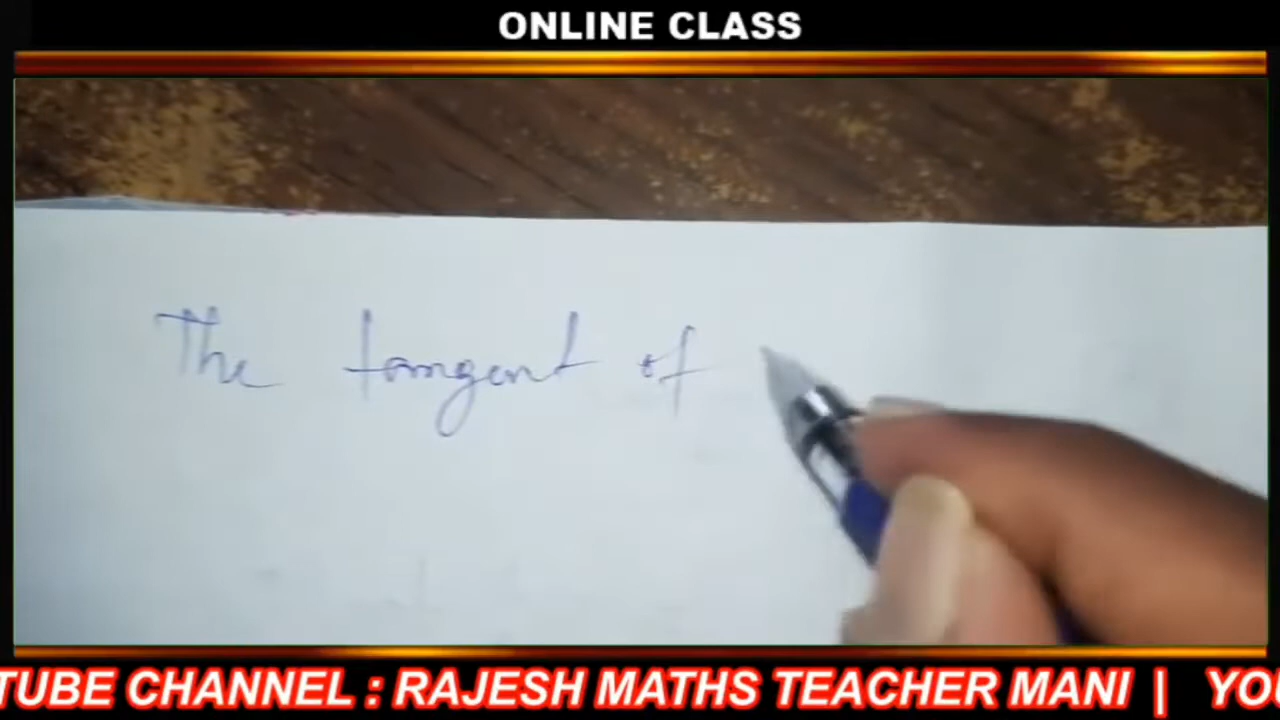 ONLINE CLASS
The tangent of
TUBE CHANNEL : RAJESH MATHS TEACHER MANI | YOU